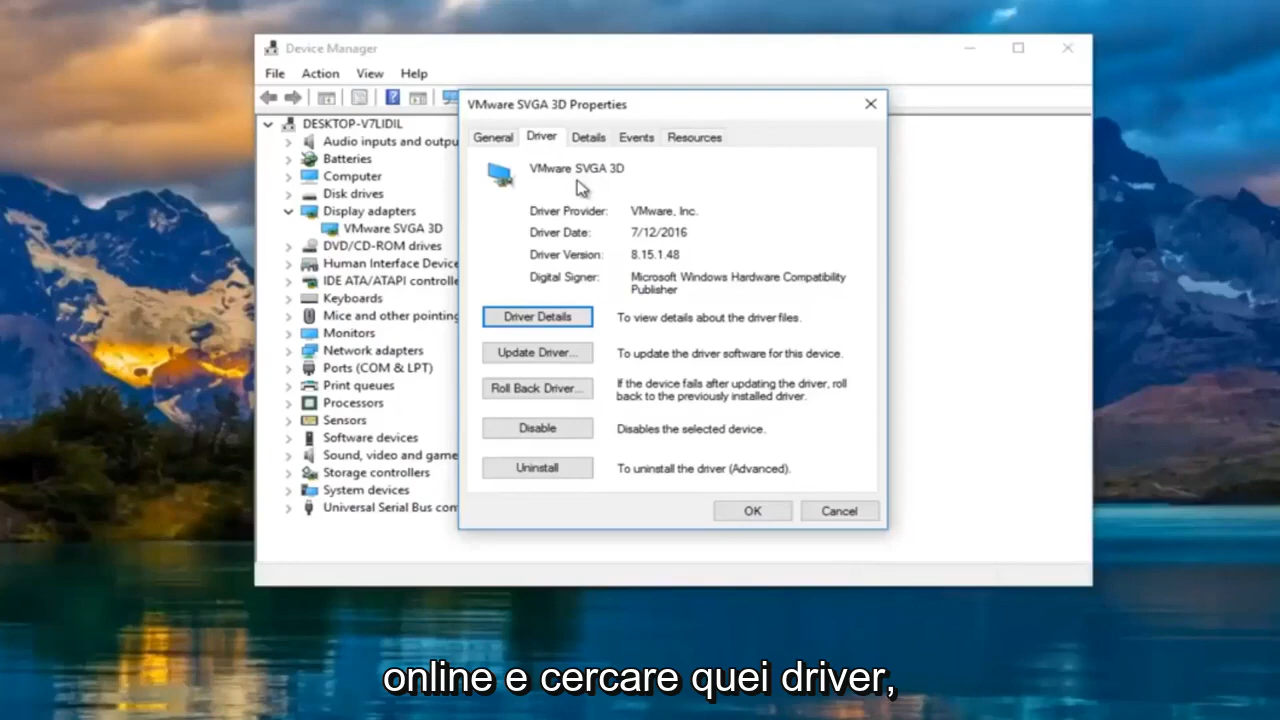 Device Manager
File Action View Help
DESKTOP-V7LIDIL
Audio inputs and outpu
Batteries
Computer
Disk drives
Display adapters
VMware SVGA 3D
DVD/CD-ROM drives
Human Interface Device
IDE ATA/ATAPI controlle
Keyboards
Mice and other pointing
Monitors
Network adapters
Ports (COM & LPT)
Print queues
Processors
Sensors
Software devices
Sound, video and game
Storage controllers
System devices
Universal Serial Bus con
VMware SVGA 3D Properties
General Driver Details Events Resources
VMware SVGA 3D
Driver Provider: VMware, Inc.
Driver Date: 7/12/2016
Driver Version: 8.15.1.48
Digital Signer: Microsoft Windows Hardware Compatibility
Publisher
Driver Details To view details about the driver files.
Update Driver... To update the driver software for this device.
Roll Back Driver... If the device fails after updating the driver, roll
back to the previously installed driver.
Disable Disables the selected device.
Uninstall To uninstall the driver (Advanced).
OK Cancel
online e cercare quei driver,